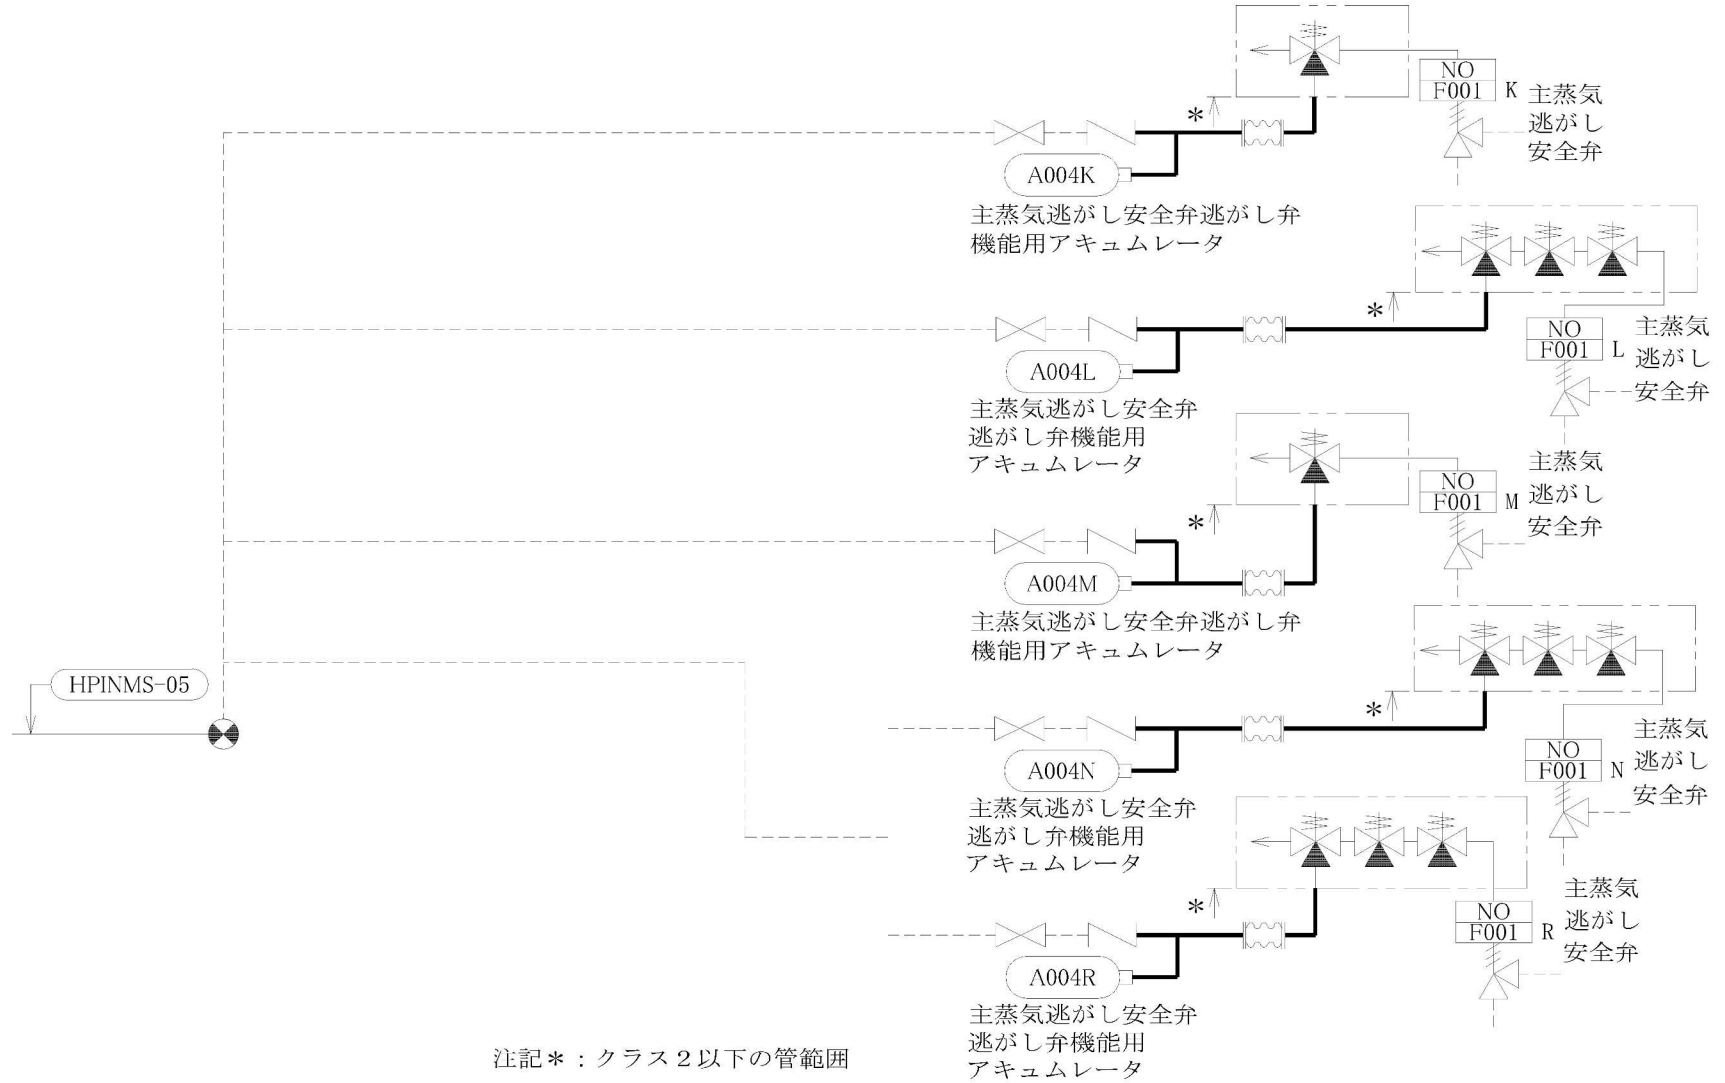 NO
F001
K
主蒸気
逃がし
安全弁
*
A004K
主蒸気逃がし安全弁逃がし弁
機能用アキュムレータ
*
NO
F001
L
主蒸気
逃がし
安全弁
A004L
主蒸気逃がし安全弁
逃がし弁機能用
アキュムレータ
NO
F001
M
主蒸気
逃がし
安全弁
*
A004M
主蒸気逃がし安全弁逃がし弁
機能用アキュムレータ
HPINMS-05
*
NO
F001
N
主蒸気
逃がし
安全弁
A004N
主蒸気逃がし安全弁
逃がし弁機能用
アキュムレータ
*
NO
F001
R
主蒸気
逃がし
安全弁
A004R
主蒸気逃がし安全弁
逃がし弁機能用
アキュムレータ
注記*:クラス2以下の管範囲